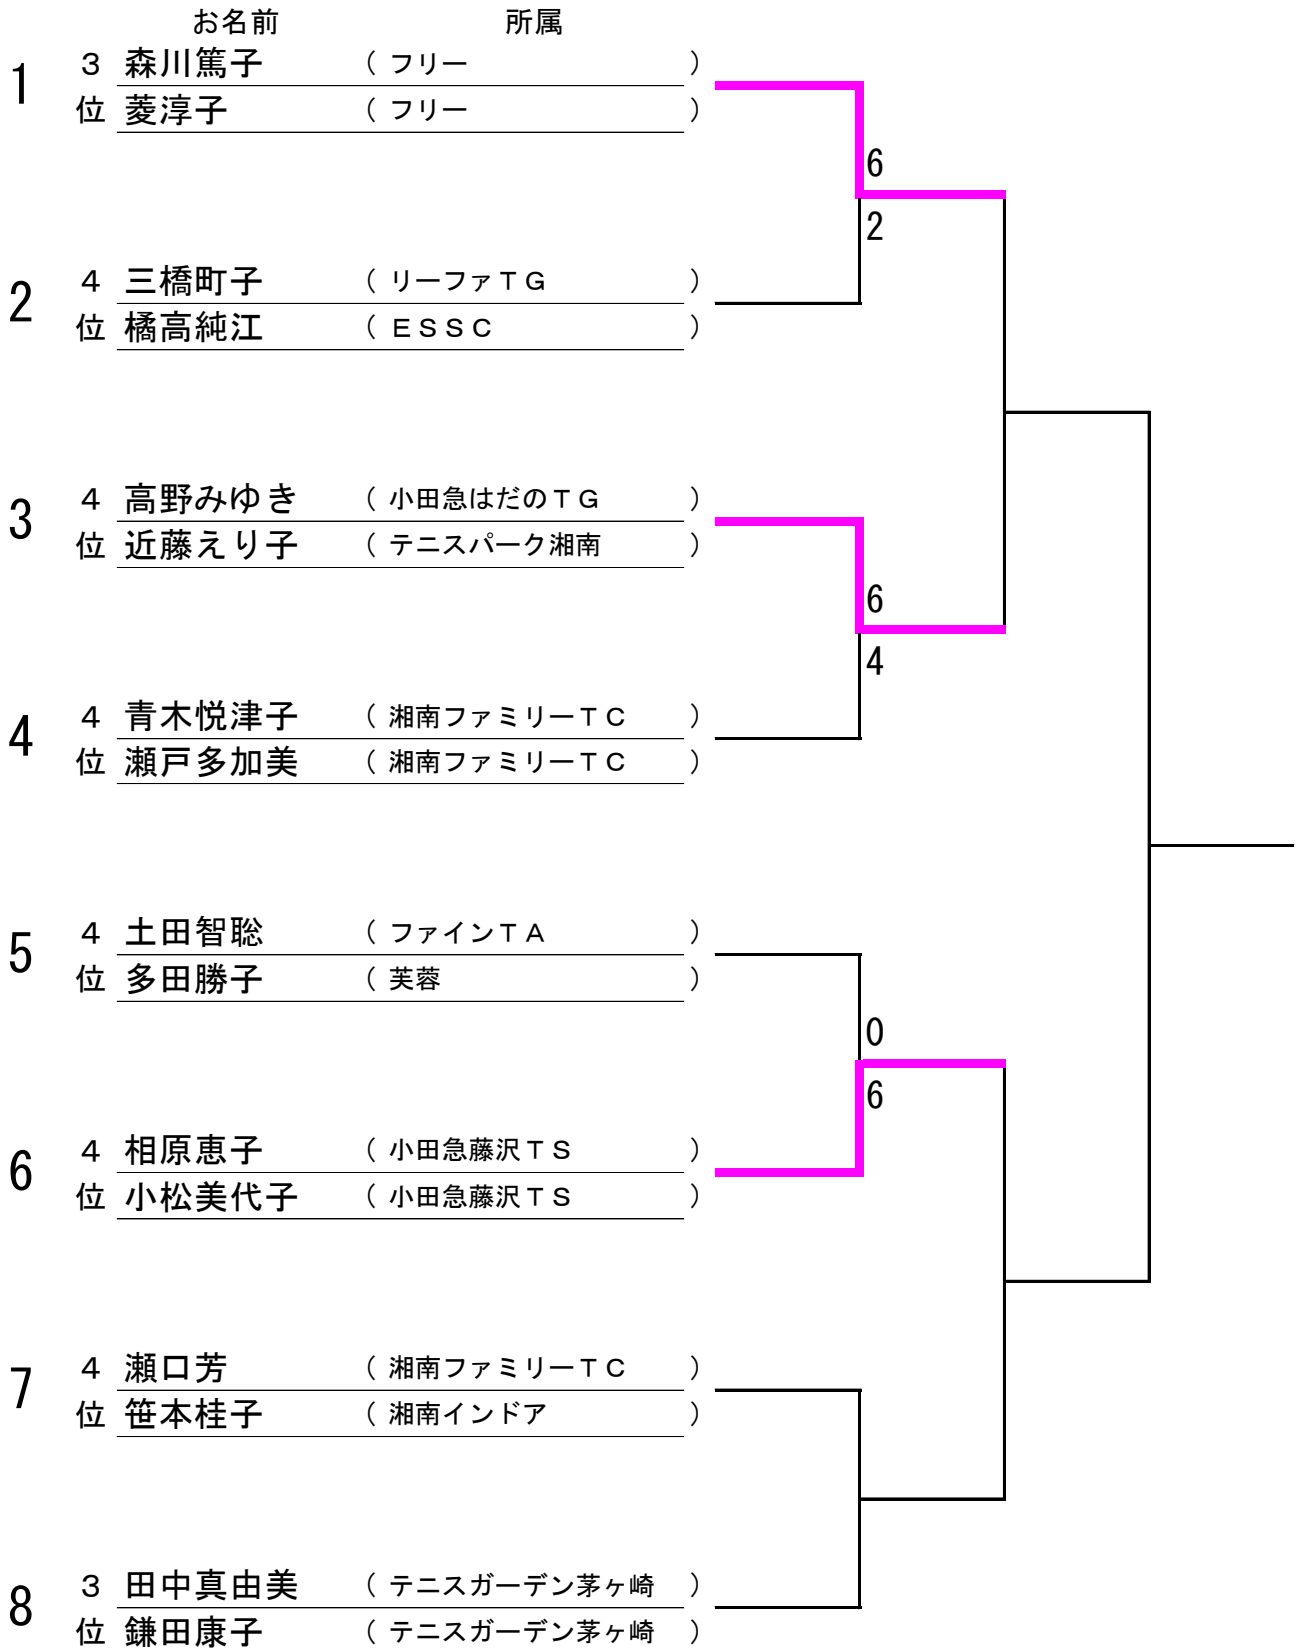 お名前 所属
1 3 森川篤子 ( フリー )
位 菱淳子 ( フリー )
6
2
2 4 三橋町子 ( リーファTG )
位 橘高純江 ( ESSC )
3 4 高野みゆき ( 小田急はだのTG )
位 近藤えり子 ( テニスパーク湘南 )
6
4
4 4 青木悦津子 ( 湘南ファミリーTC )
位 瀬戸多加美 ( 湘南ファミリーTC )
5 4 土田智聡 ( ファインTA )
位 多田勝子 ( 芙蓉 )
0
6
6 4 相原恵子 ( 小田急藤沢TS )
位 小松美代子 ( 小田急藤沢TS )
7 4 瀬口芳 ( 湘南ファミリーTC )
位 笹本桂子 ( 湘南インドア )
8 3 田中真由美 ( テニスガーデン茅ヶ崎 )
位 鎌田康子 ( テニスガーデン茅ヶ崎 )